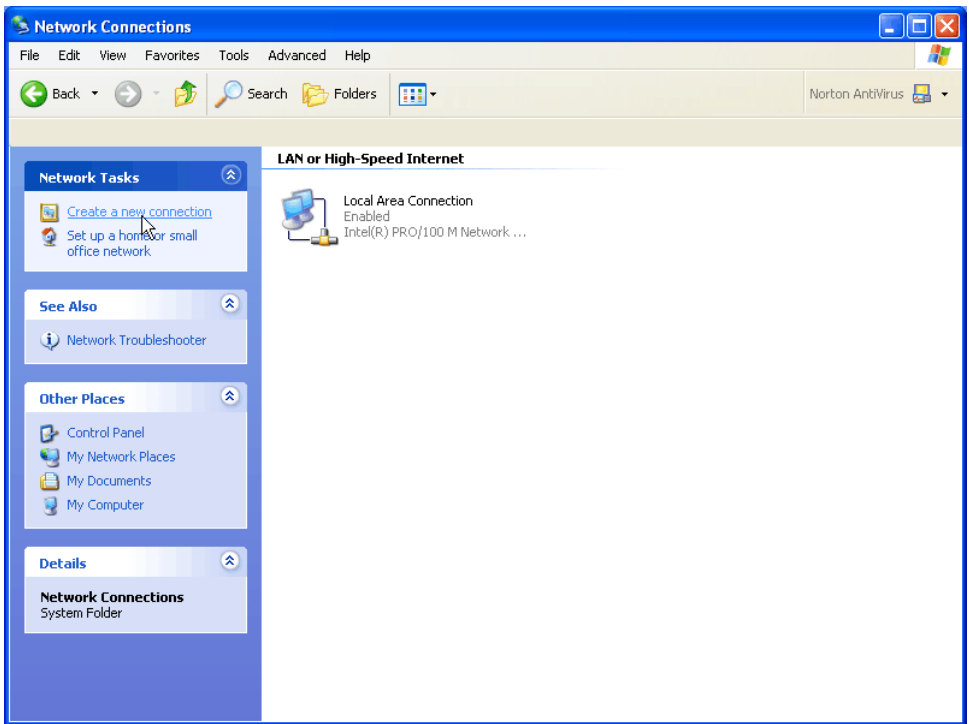 Network Connections
File Edit View Favorites Tools Advanced Help
Back Search Folders Norton AntiVirus
LAN or High-Speed Internet
Network Tasks
Create a new connection
Set up a home or small
office network
Local Area Connection
Enabled
Intel(R) PRO/100 M Network ...
See Also
Network Troubleshooter
Other Places
Control Panel
My Network Places
My Documents
My Computer
Details
Network Connections
System Folder